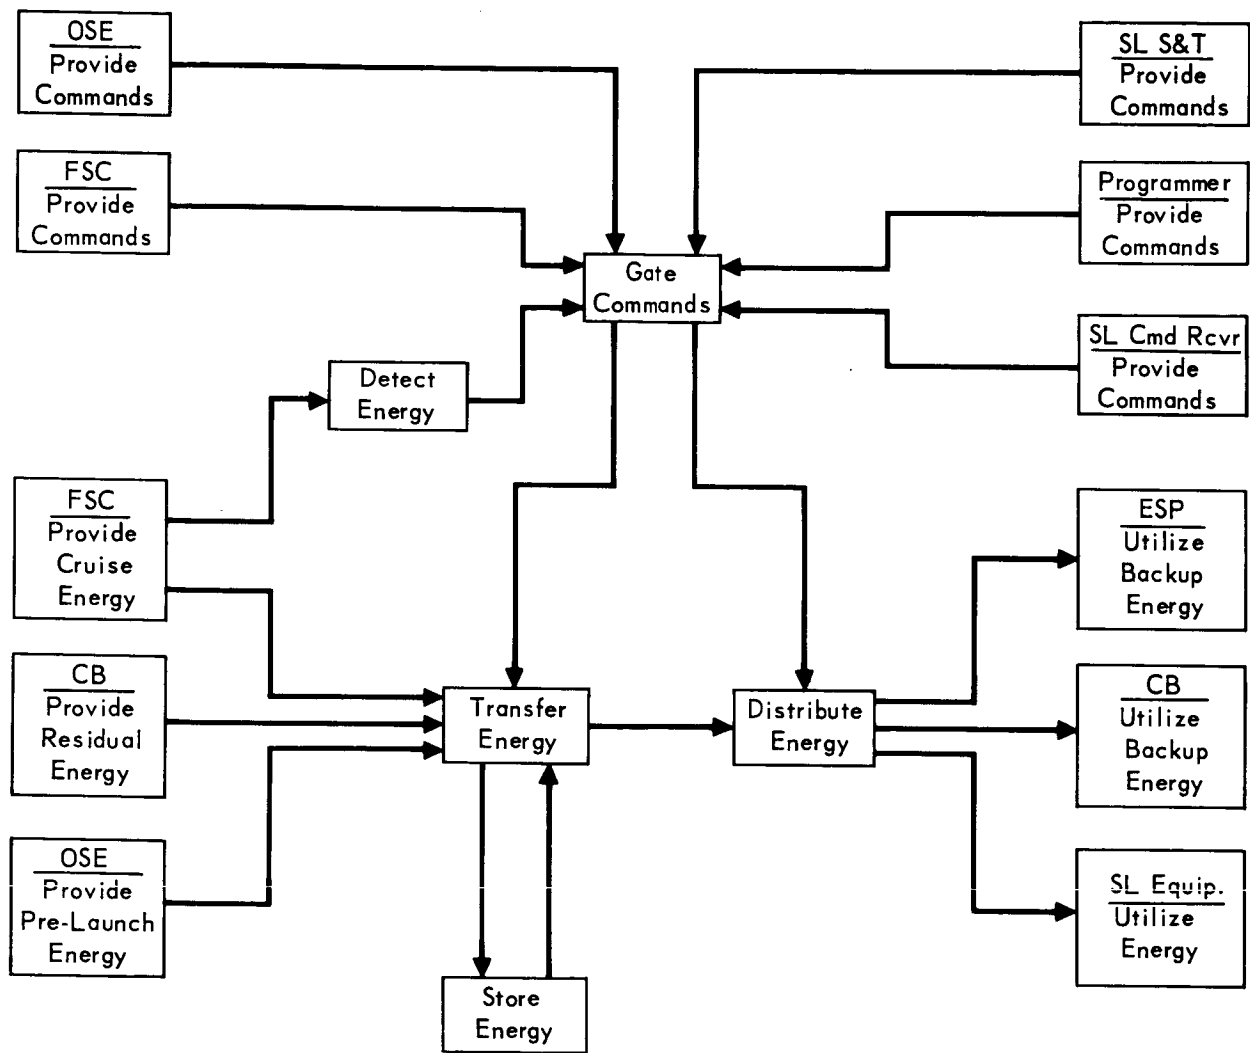 OSE
Provide
Commands
SL S&T
Provide
Commands
FSC
Provide
Commands
Programmer
Provide
Commands
Gate
Commands
SL Cmd Rcvr
Provide
Commands
Detect
Energy
FSC
Provide
Cruise
Energy
ESP
Utilize
Backup
Energy
CB
Provide
Residual
Energy
Transfer
Energy
Distribute
Energy
CB
Utilize
Backup
Energy
OSE
Provide
Pre-Launch
Energy
SL Equip.
Utilize
Energy
Store
Energy